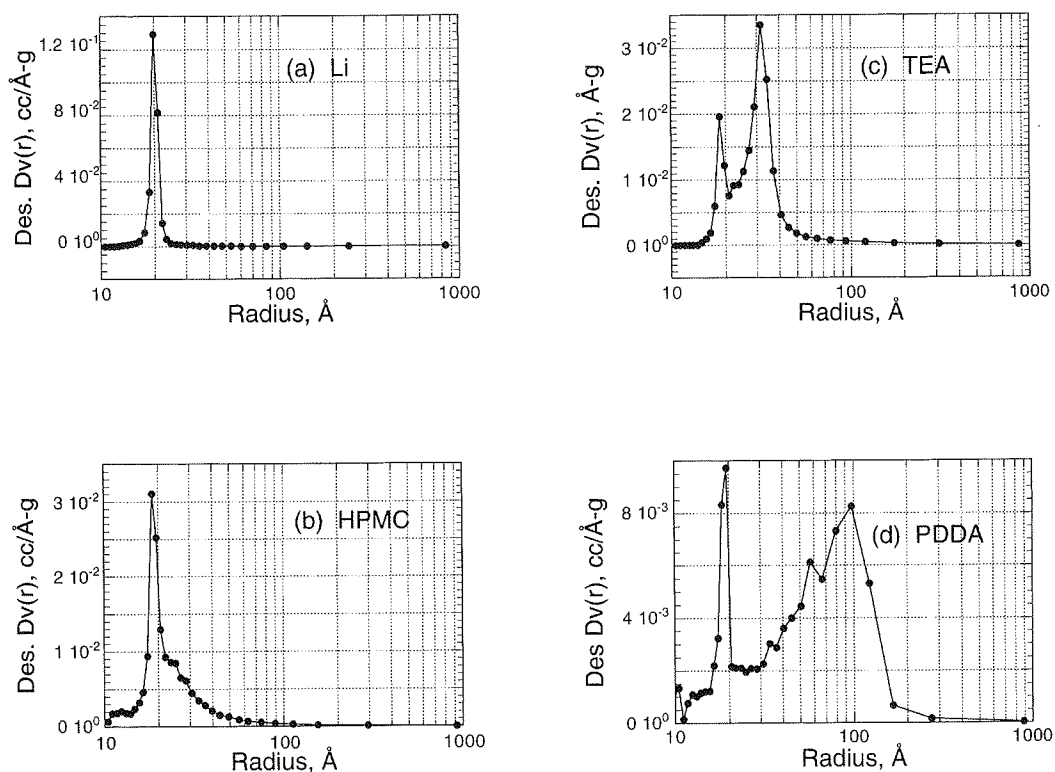 Des. Dv(r), cc/Å-g
1.2 10⁻¹
8 10⁻²
4 10⁻²
0 10⁰
(a) Li
10
100
1000
Radius, Å
Des. Dv(r), Å-g
3 10⁻²
2 10⁻²
1 10⁻²
0 10⁰
(c) TEA
10
100
1000
Radius, Å
Des. Dv(r), cc/Å-g
3 10⁻²
2 10⁻²
1 10⁻²
0 10⁰
(b) HPMC
10
100
1000
Radius, Å
Des Dv(r), cc/Å-g
8 10⁻³
4 10⁻³
0 10⁰
(d) PDDA
10
100
1000
Radius, Å